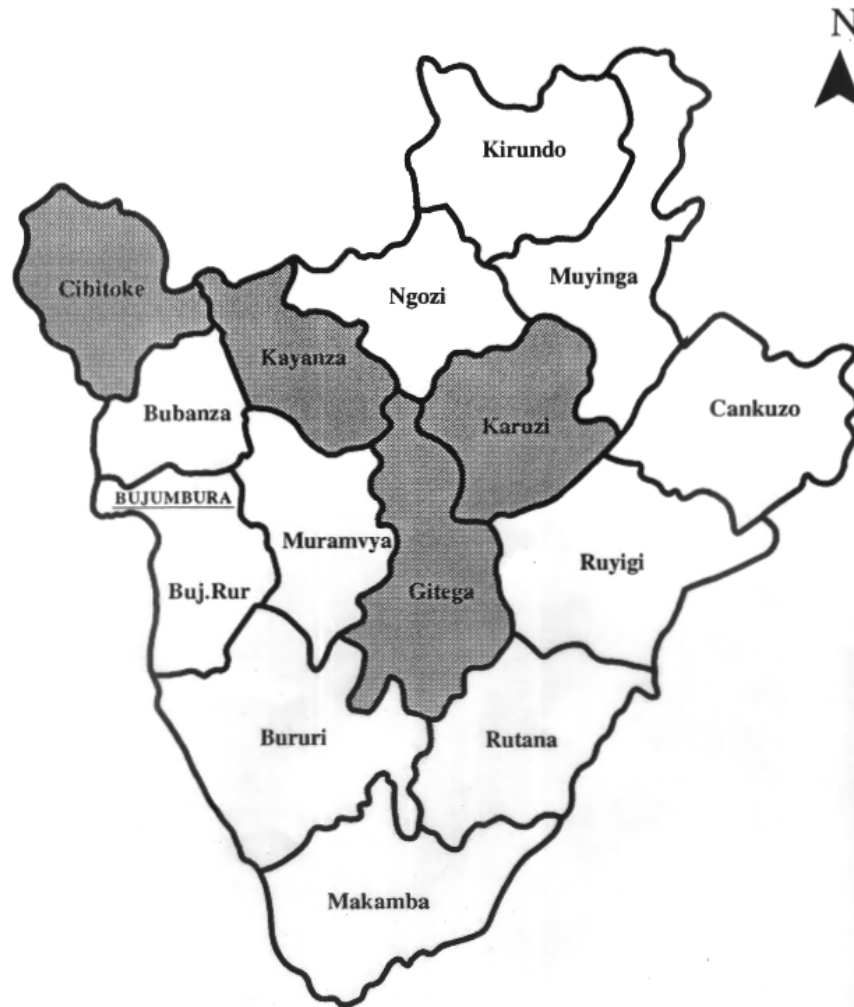 N
Kirundo
Muyinga
Cibitoke
Ngozi
Kayanza
Bubanza
Karuzi
Cankuzo
BUJUMBURA
Muramvya
Ruyigi
Buj.Rur
Gitega
Bururi
Rutana
Makamba